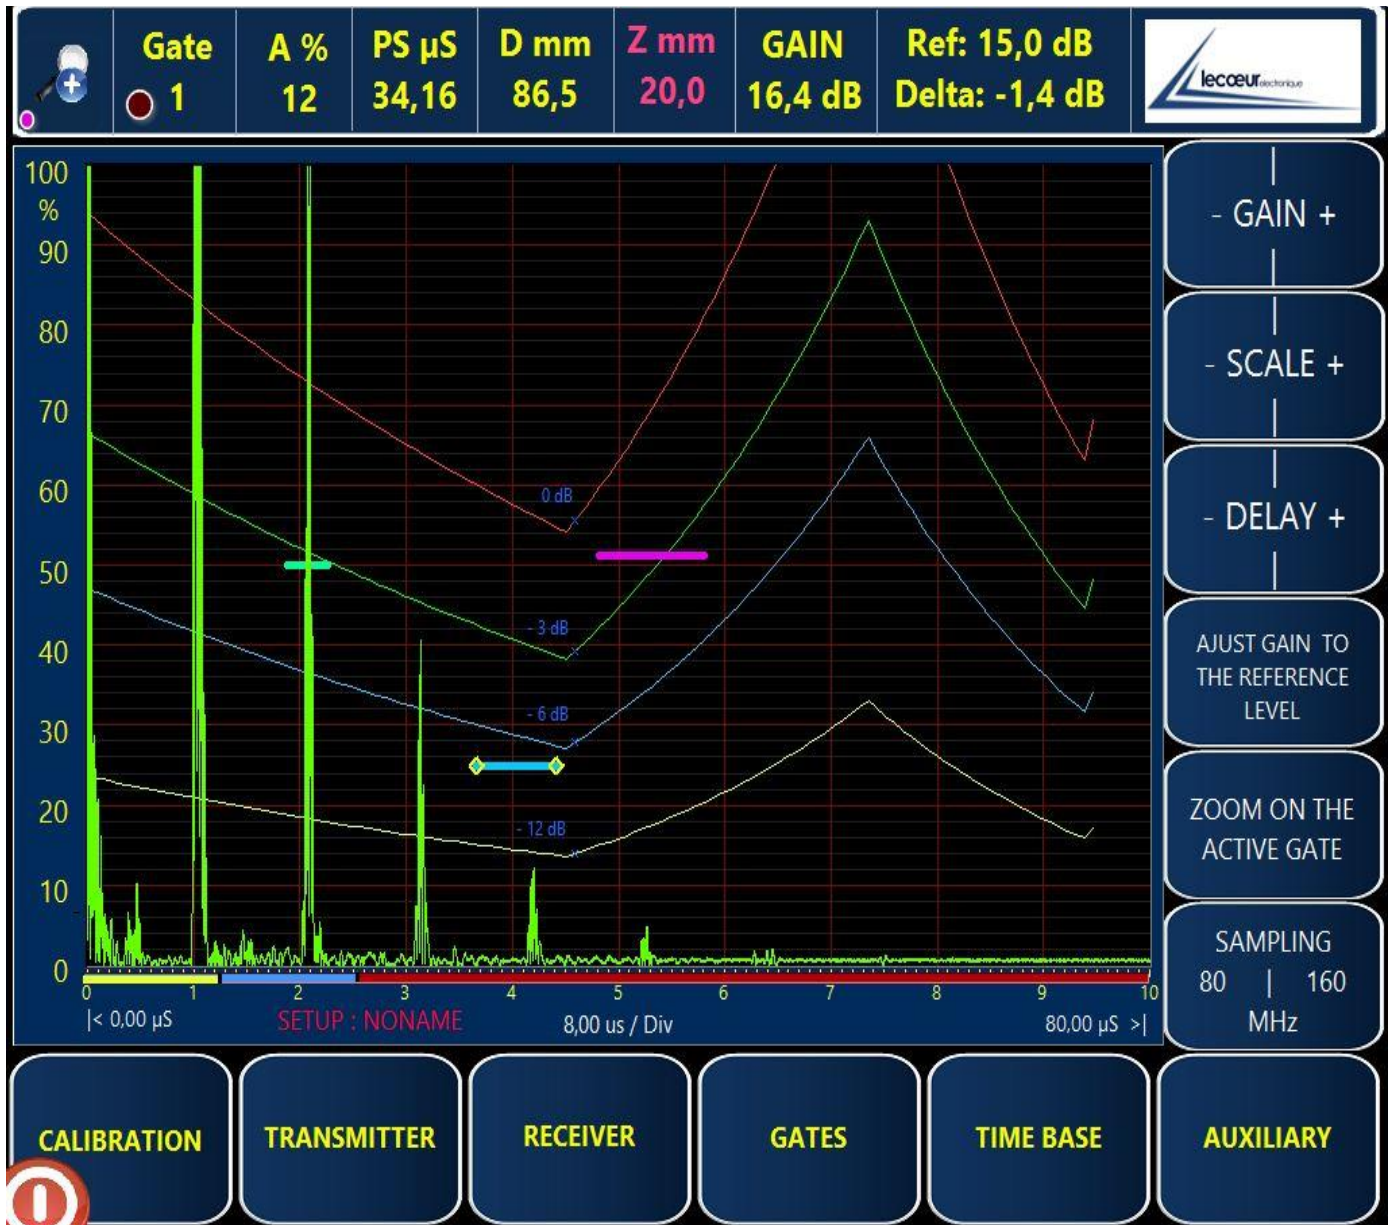 Gate A % PS µS D mm Z mm GAIN Ref: 15,0 dB
1 12 34,16 86,5 20,0 16,4 dB Delta: -1,4 dB
lecœur electronique
100
%
90
80
70
60
50
40
30
20
10
0
0 dB
- 3 dB
- 6 dB
- 12 dB
0 1 2 3 4 5 6 7 8 9 10
|< 0,00 µS SETUP : NONAME 8,00 us / Div 80,00 µS >|
- GAIN +
- SCALE +
- DELAY +
AJUST GAIN TO
THE REFERENCE
LEVEL
ZOOM ON THE
ACTIVE GATE
SAMPLING
80 | 160
MHz
CALIBRATION TRANSMITTER RECEIVER GATES TIME BASE AUXILIARY